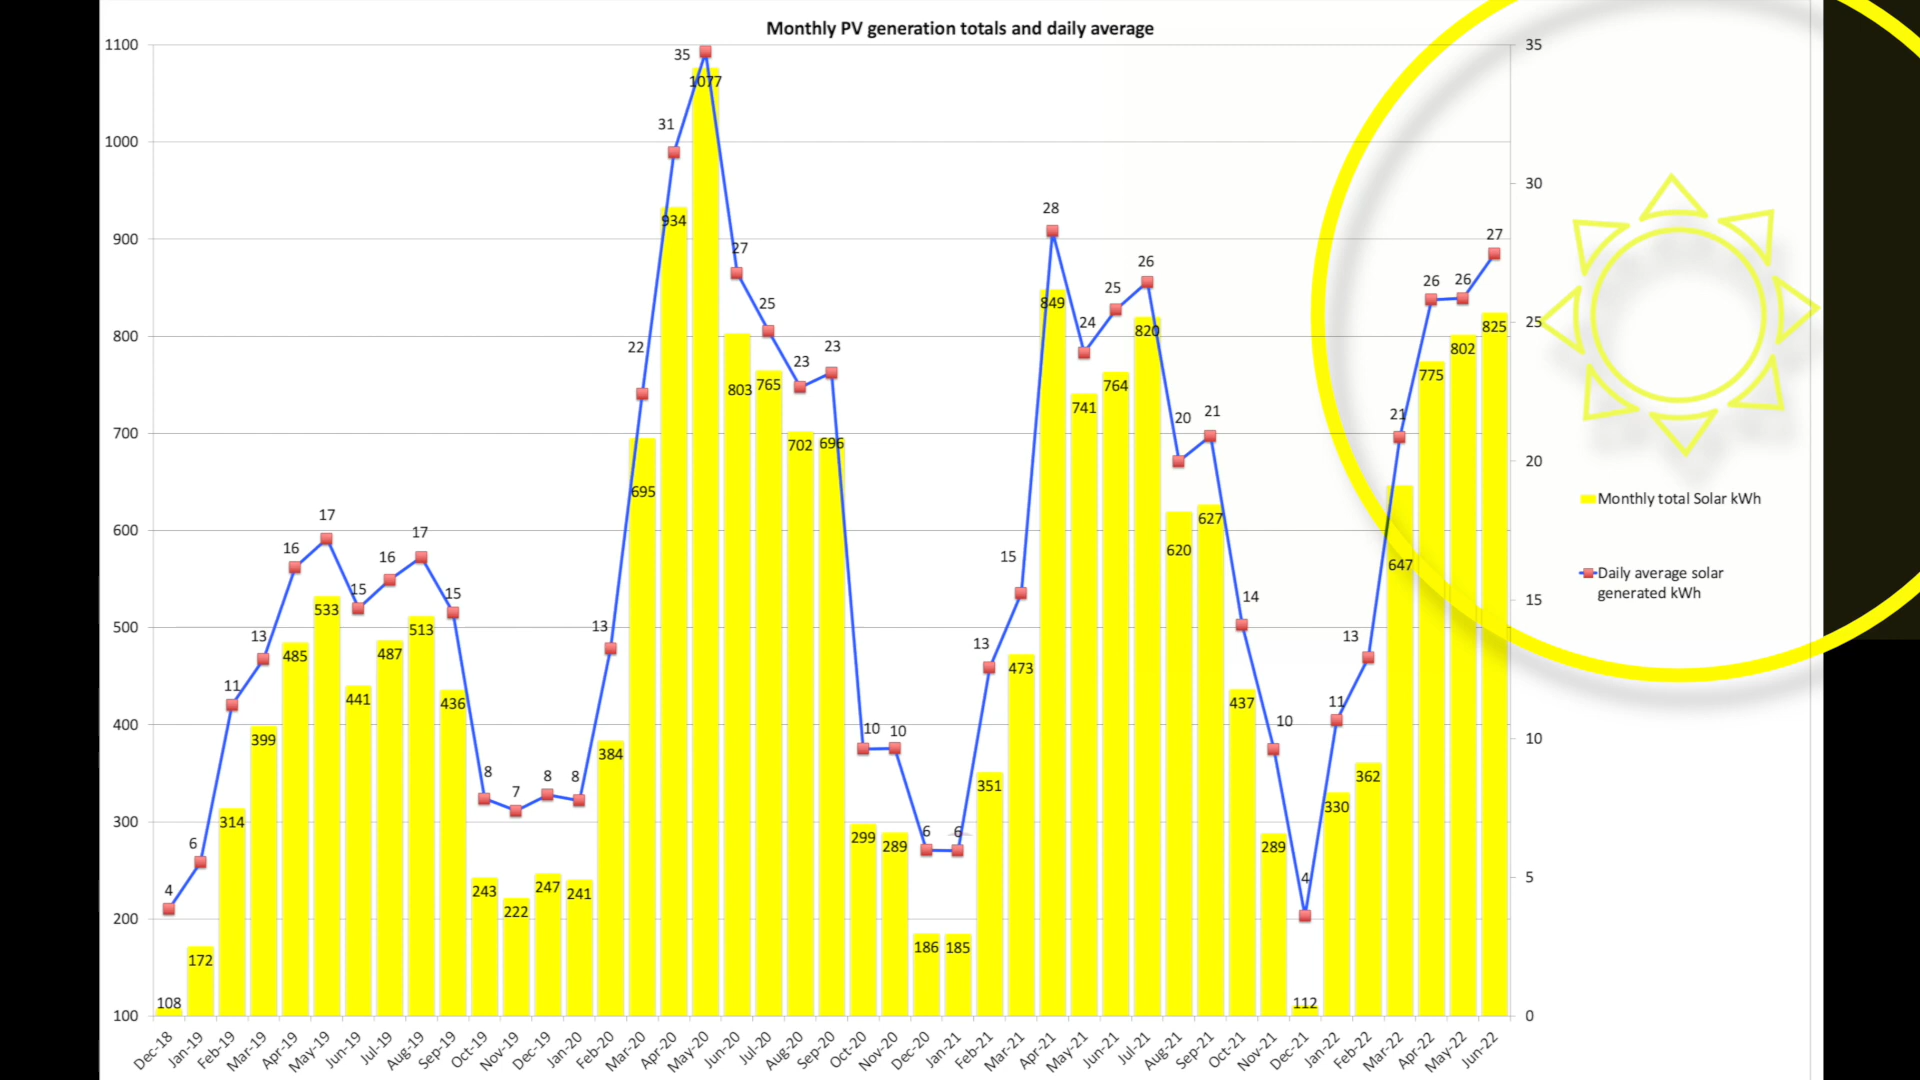 Monthly PV generation totals and daily average
1100
1000
900
800
700
600
500
400
300
200
100
35
30
25
20
15
10
5
0
4
6
11
13
16
17
15
16
17
15
8
7
8
8
13
22
31
35
27
25
23
23
10
10
6
6
13
15
28
24
25
26
20
21
14
10
4
11
13
21
26
26
27
108
172
314
399
485
533
441
487
513
436
243
222
247
241
384
695
934
1077
803
765
702
696
299
289
186
185
351
473
849
741
764
820
620
627
437
289
112
330
362
647
775
802
825
Dec-18
Jan-19
Feb-19
Mar-19
Apr-19
May-19
Jun-19
Jul-19
Aug-19
Sep-19
Oct-19
Nov-19
Dec-19
Jan-20
Feb-20
Mar-20
Apr-20
May-20
Jun-20
Jul-20
Aug-20
Sep-20
Oct-20
Nov-20
Dec-20
Jan-21
Feb-21
Mar-21
Apr-21
May-21
Jun-21
Jul-21
Aug-21
Sep-21
Oct-21
Nov-21
Dec-21
Jan-22
Feb-22
Mar-22
Apr-22
May-22
Jun-22
Monthly total Solar kWh
Daily average solar
generated kWh